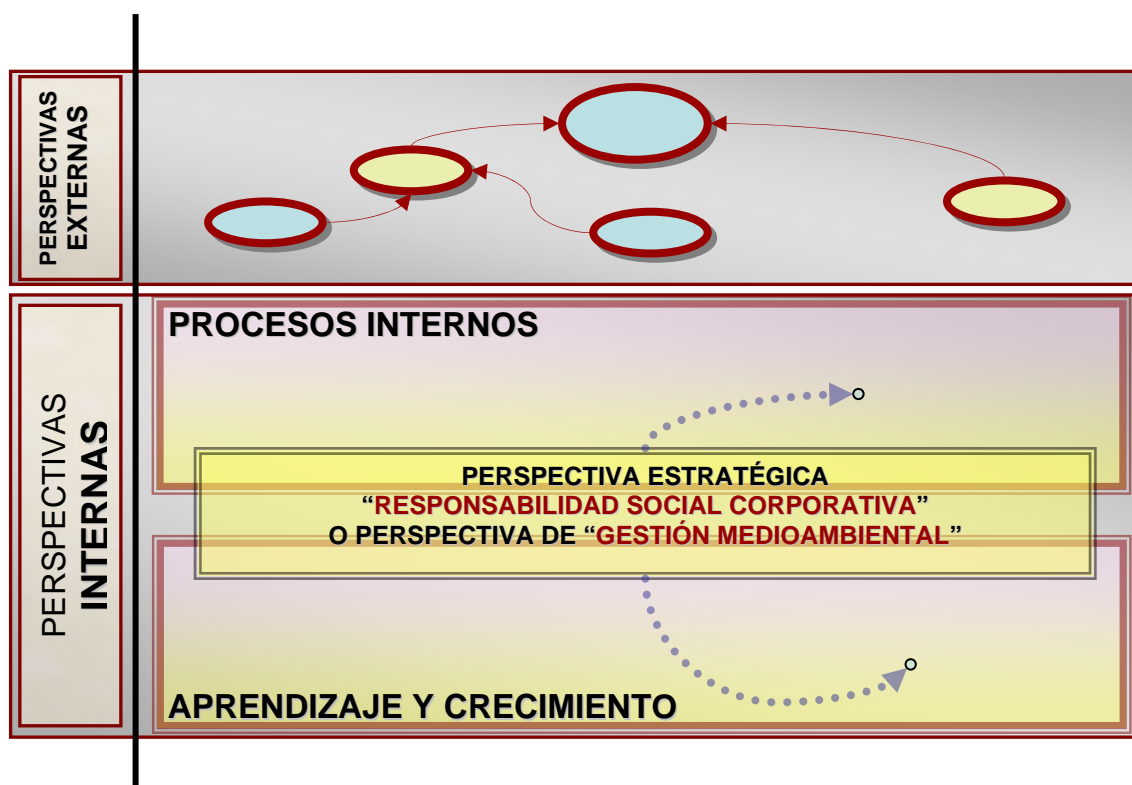 PERSPECTIVAS
EXTERNAS
PERSPECTIVAS
INTERNAS
PROCESOS INTERNOS
PERSPECTIVA ESTRATÉGICA
“RESPONSABILIDAD SOCIAL CORPORATIVA”
O PERSPECTIVA DE “GESTIÓN MEDIOAMBIENTAL”
APRENDIZAJE Y CRECIMIENTO